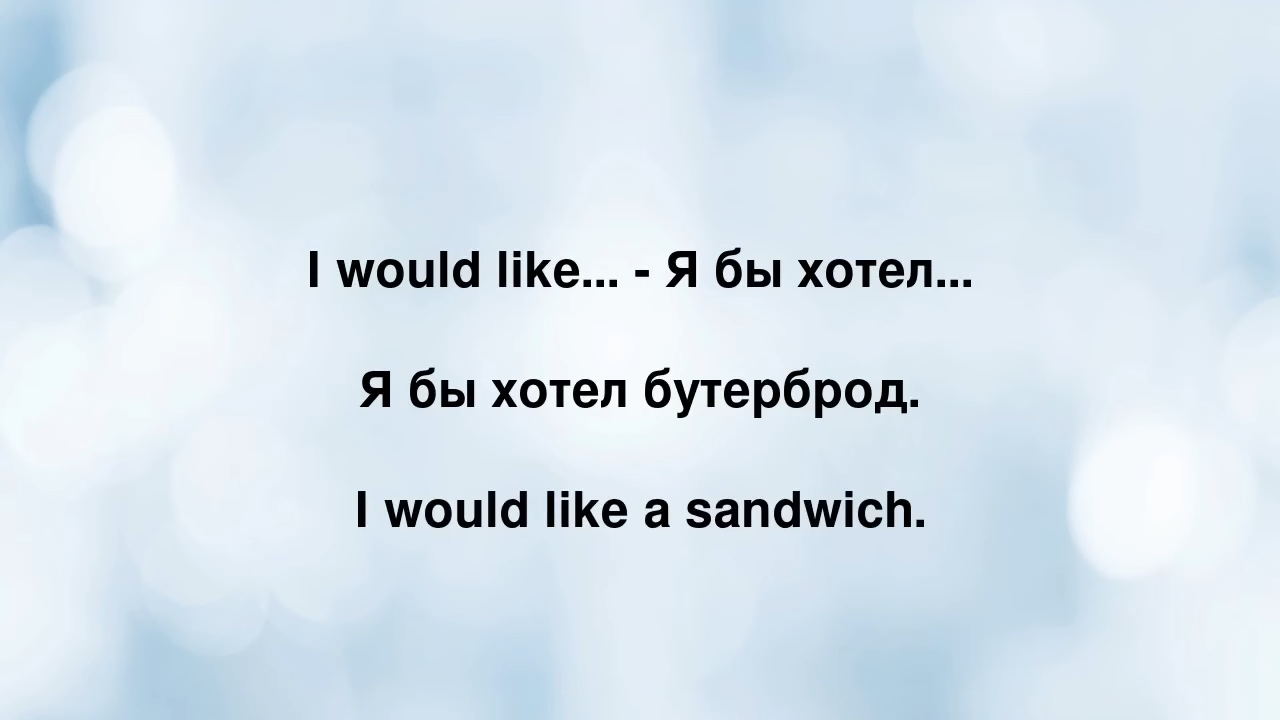 I would like... - Я бы хотел...
Я бы хотел бутерброд.
I would like a sandwich.